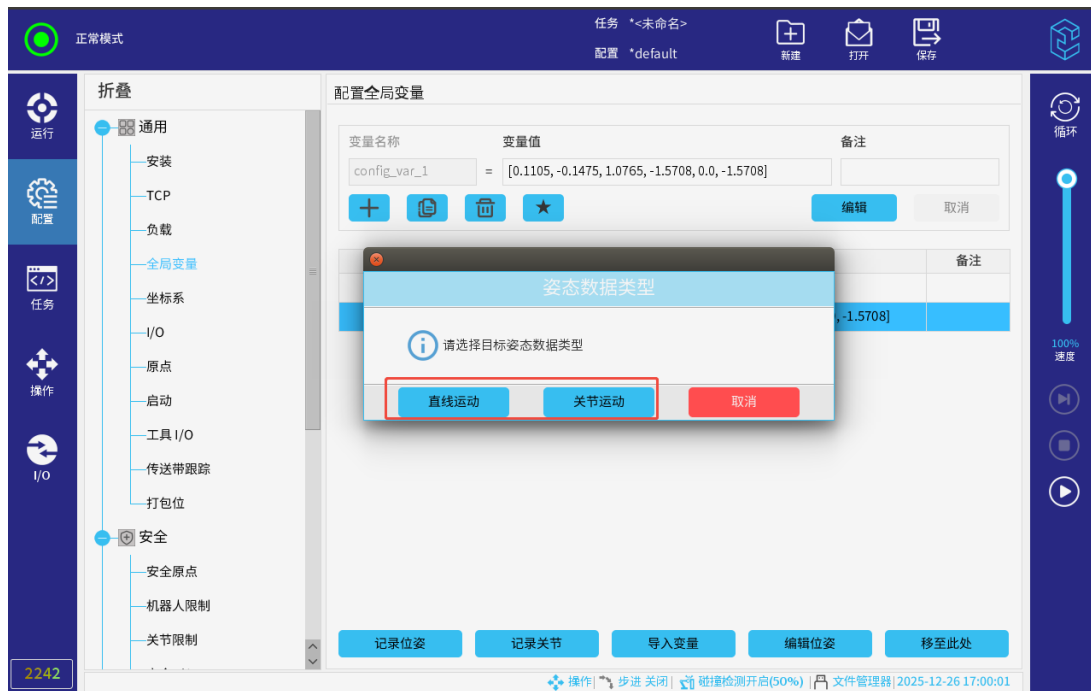 正常模式
任务 *<未命名>
配置 *default
新建
打开
保存
运行
配置
任务
操作
I/O
2242
折叠
通用
安装
TCP
负载
全局变量
坐标系
I/O
原点
启动
工具 I/O
传送带跟踪
打包位
安全
安全原点
机器人限制
关节限制
配置全局变量
变量名称 变量值 备注
config_var_1 = [0.1105, -0.1475, 1.0765, -1.5708, 0.0, -1.5708]
编辑 取消
备注
, -1.5708]
姿态数据类型
请选择目标姿态数据类型
直线运动 关节运动 取消
记录位姿 记录关节 导入变量 编辑位姿 移至此处
操作| 步进 关闭| 碰撞检测开启(50%) | 文件管理器| 2025-12-26 17:00:01
循环
100%
速度